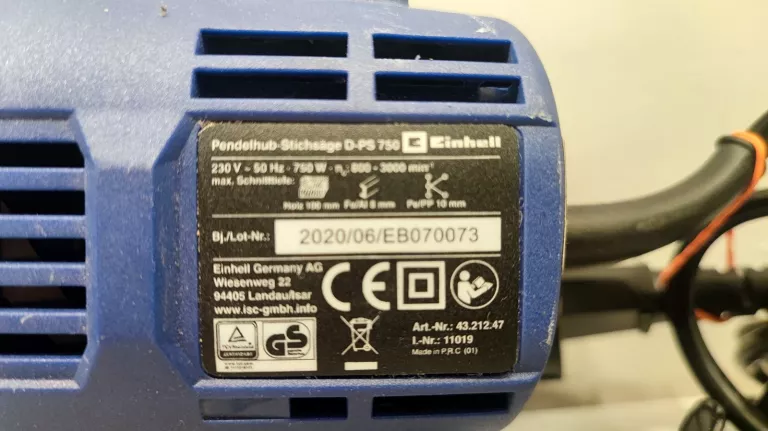 Pendelhub-Stichsäge D-PS 750 Einhell
230 V ~ 50 Hz · 750 W · n₀: 800 - 3000 min⁻¹
max. Schnitttiefe:
Holz 100 mm Fe/Al 8 mm Pe/PP 10 mm
Bj./Lot-Nr.: 2020/06/EB070073
Einhell Germany AG
Wiesenweg 22
94405 Landau/Isar
www.isc-gmbh.info
CE
GS
Art.-Nr.: 43.212.47
I.-Nr.: 11019
Made in P.R.C (01)